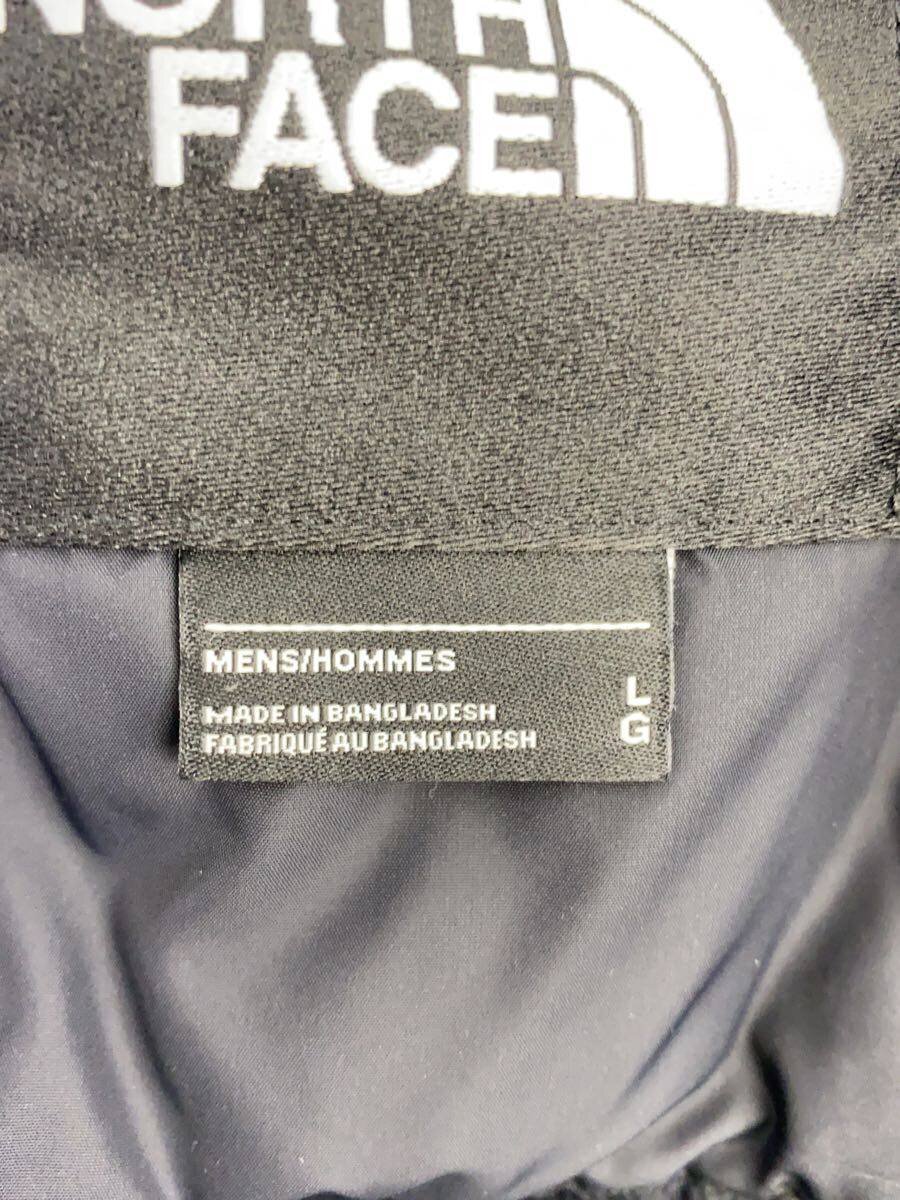 NORTH
FACE
MENS/HOMMES
MADE IN BANGLADESH
FABRIQUÉ AU BANGLADESH
L
G